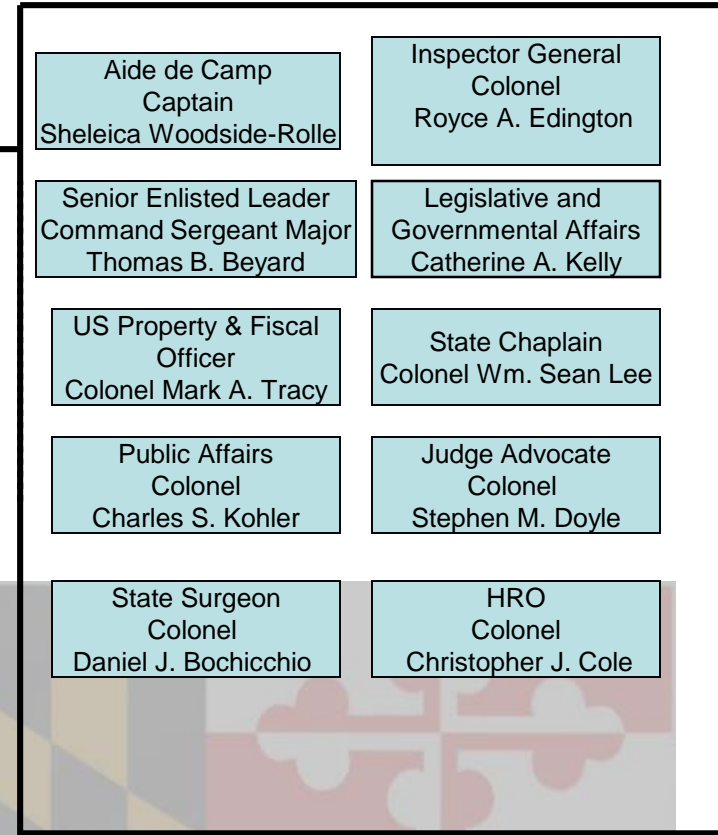 Aide de Camp
Captain
Sheleica Woodside-Rolle
Inspector General
Colonel
Royce A. Edington
Senior Enlisted Leader
Command Sergeant Major
Thomas B. Beyard
Legislative and
Governmental Affairs
Catherine A. Kelly
US Property & Fiscal
Officer
Colonel Mark A. Tracy
State Chaplain
Colonel Wm. Sean Lee
Public Affairs
Colonel
Charles S. Kohler
Judge Advocate
Colonel
Stephen M. Doyle
State Surgeon
Colonel
Daniel J. Bochicchio
HRO
Colonel
Christopher J. Cole